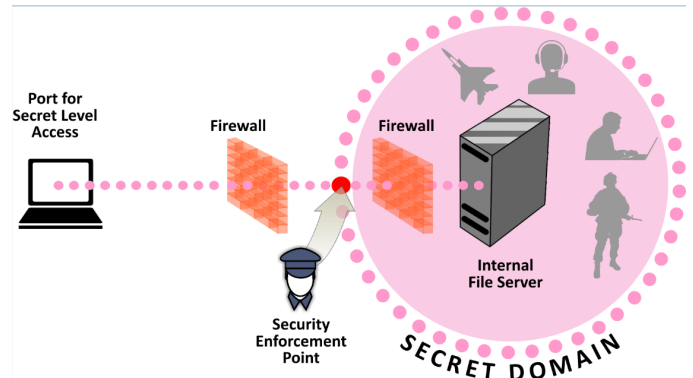 Port for
Secret Level
Access
Firewall
Firewall
Internal
File Server
Security
Enforcement
Point
SECRET DOMAIN